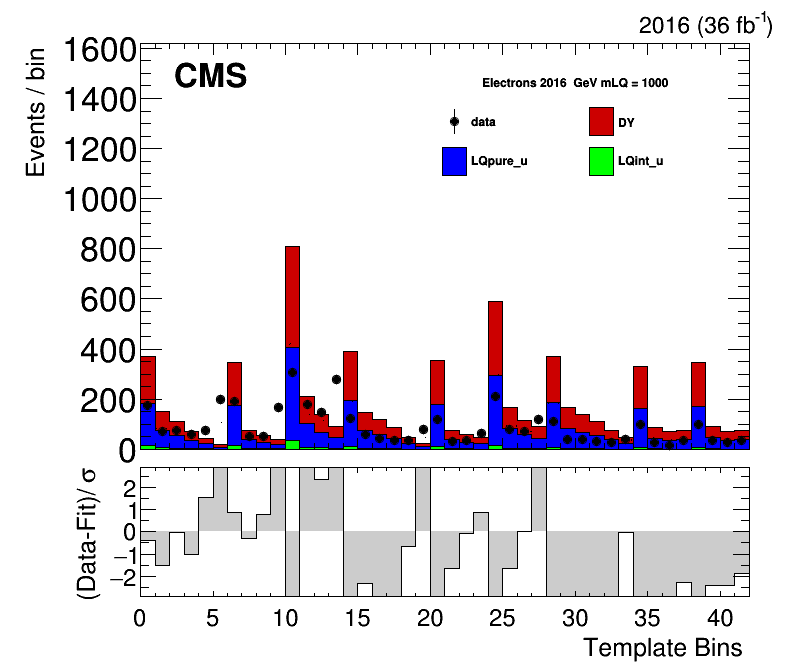 2016 (36 fb-1)
CMS
Electrons 2016 GeV mLQ = 1000
data
DY
LQpure_u
LQint_u
Events / bin
1600
1400
1200
1000
800
600
400
200
0
(Data-Fit)/ σ
2
1
0
−1
−2
0 5 10 15 20 25 30 35 40
Template Bins